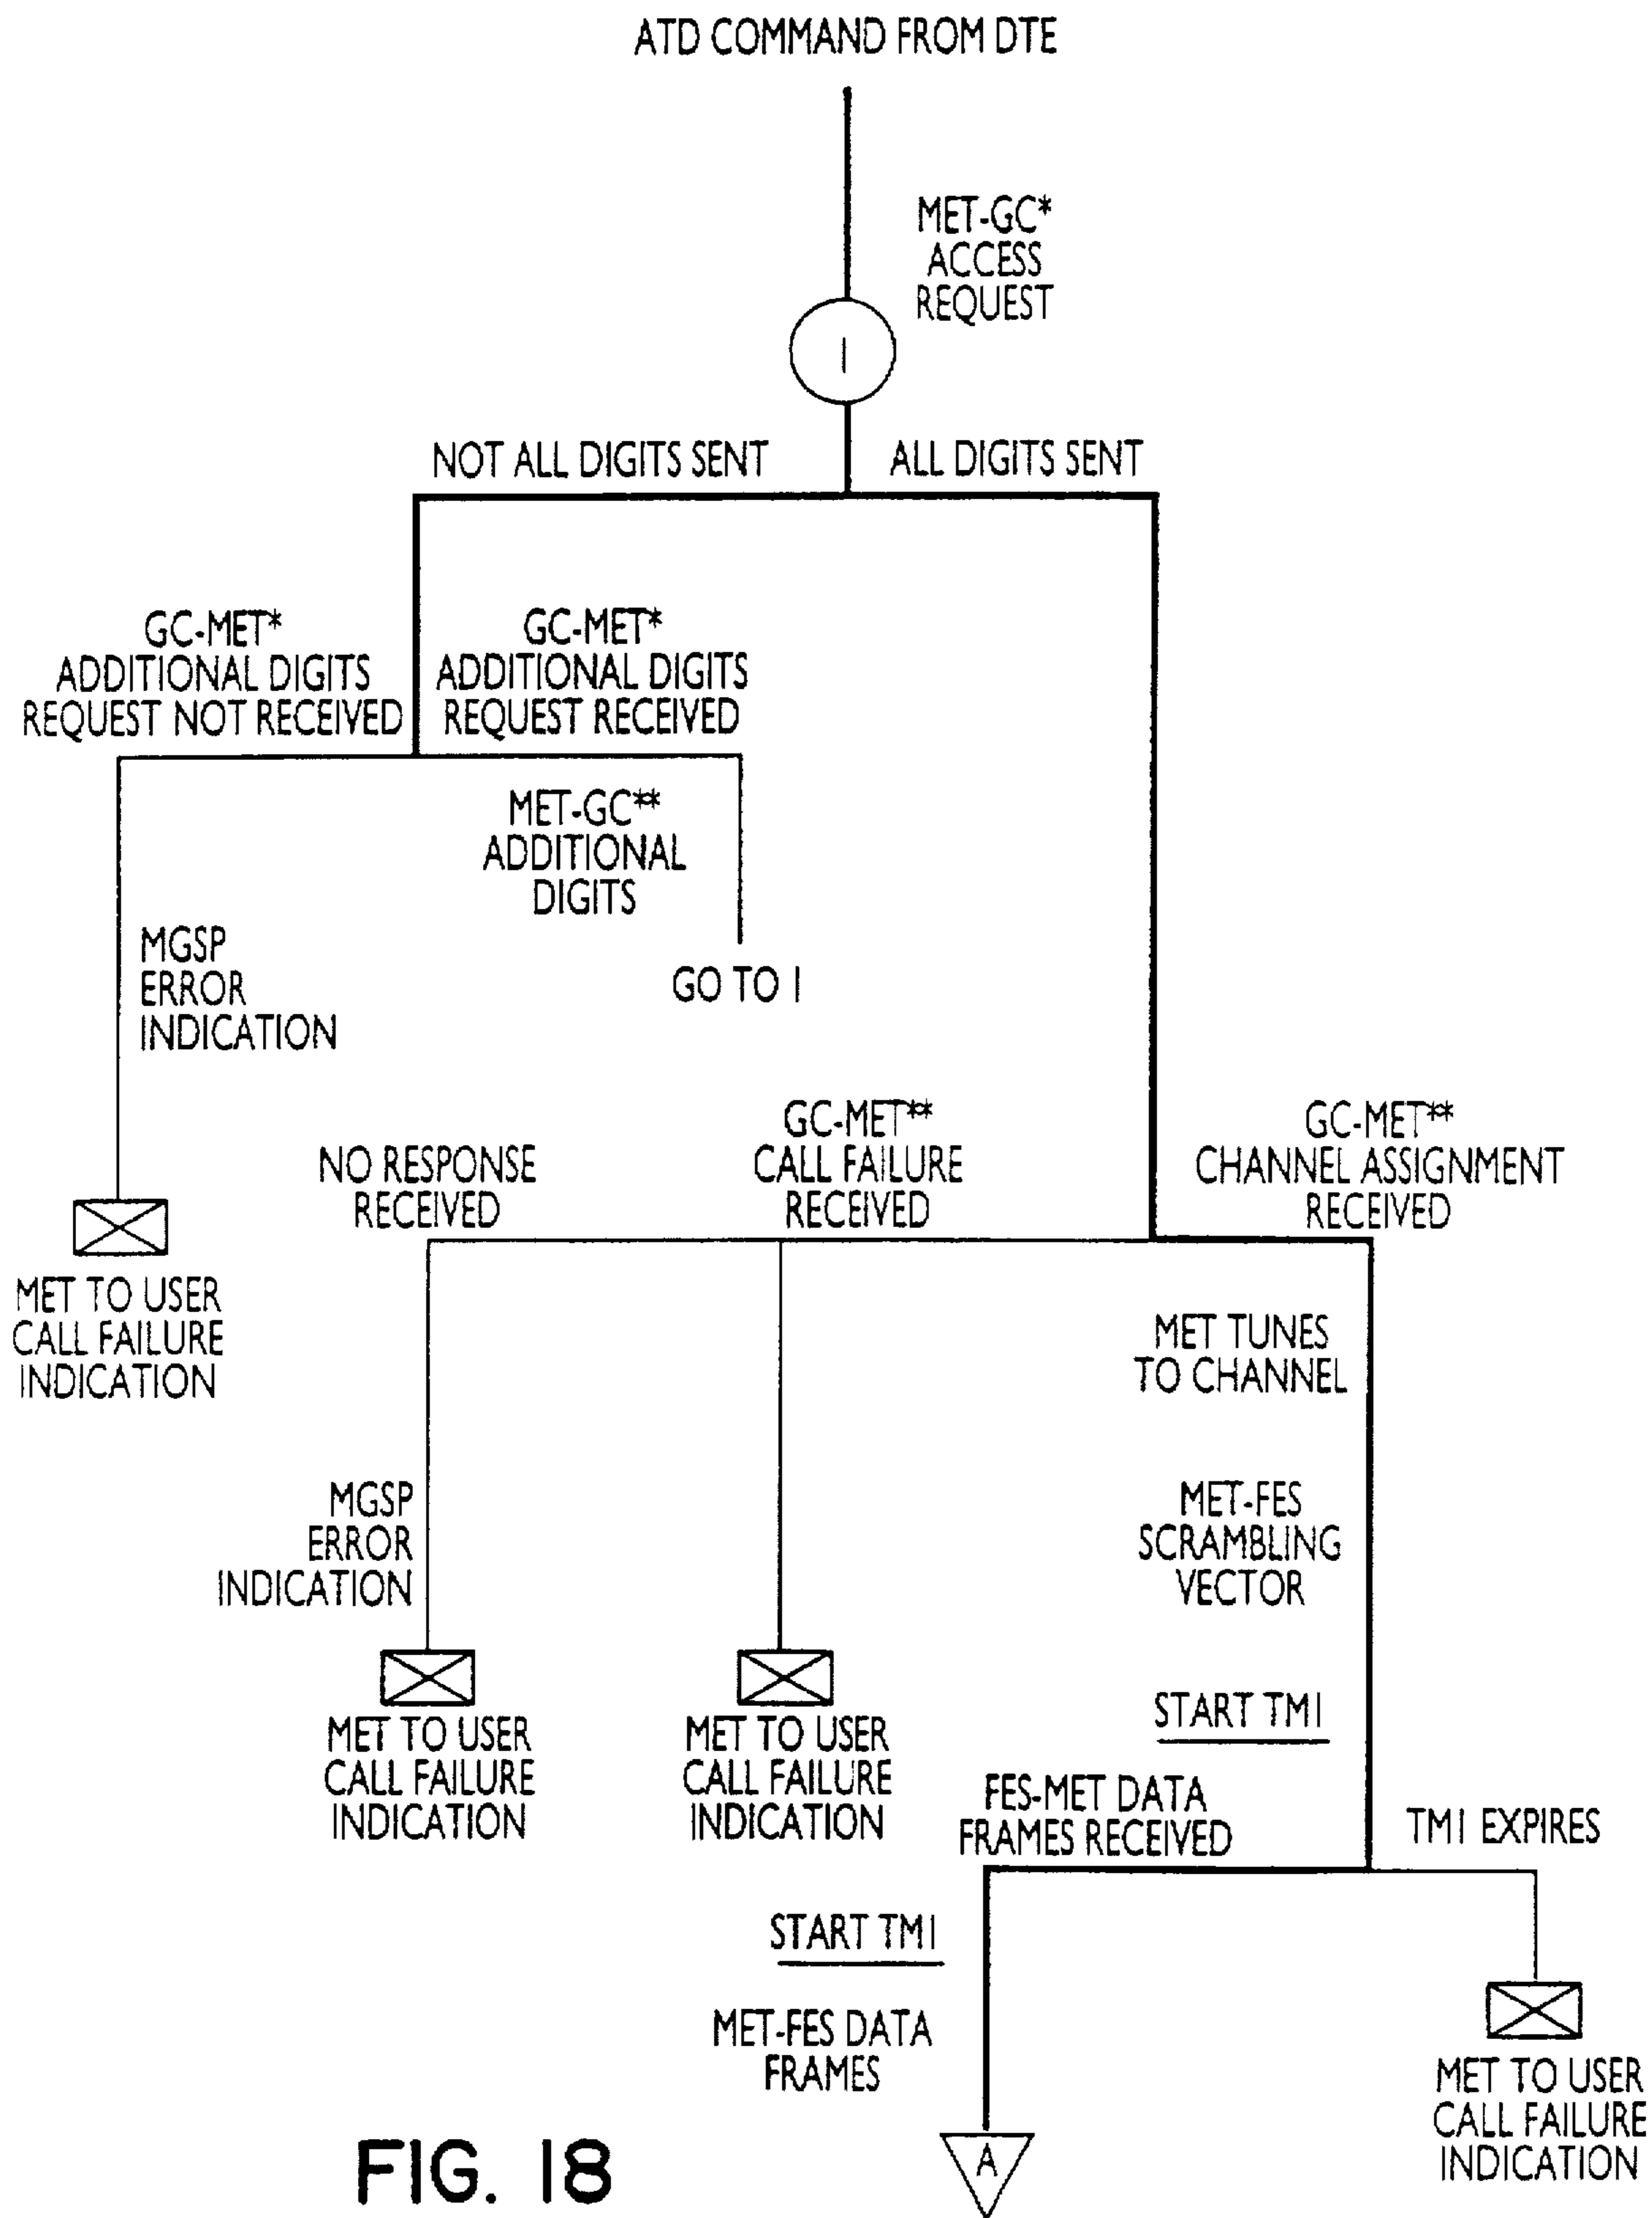 ATD COMMAND FROM DTE
MET-GC*
ACCESS
REQUEST
I
NOT ALL DIGITS SENT
ALL DIGITS SENT
GC-MET*
ADDITIONAL DIGITS
REQUEST NOT RECEIVED
GC-MET*
ADDITIONAL DIGITS
REQUEST RECEIVED
MET-GC**
ADDITIONAL
DIGITS
GO TO I
MGSP
ERROR
INDICATION
MET TO USER
CALL FAILURE
INDICATION
NO RESPONSE
RECEIVED
GC-MET**
CALL FAILURE
RECEIVED
GC-MET**
CHANNEL ASSIGNMENT
RECEIVED
MGSP
ERROR
INDICATION
MET TO USER
CALL FAILURE
INDICATION
MET TO USER
CALL FAILURE
INDICATION
MET TUNES
TO CHANNEL
MET-FES
SCRAMBLING
VECTOR
START TM1
FES-MET DATA
FRAMES RECEIVED
TM1 EXPIRES
START TM1
MET-FES DATA
FRAMES
A
MET TO USER
CALL FAILURE
INDICATION
FIG. 18